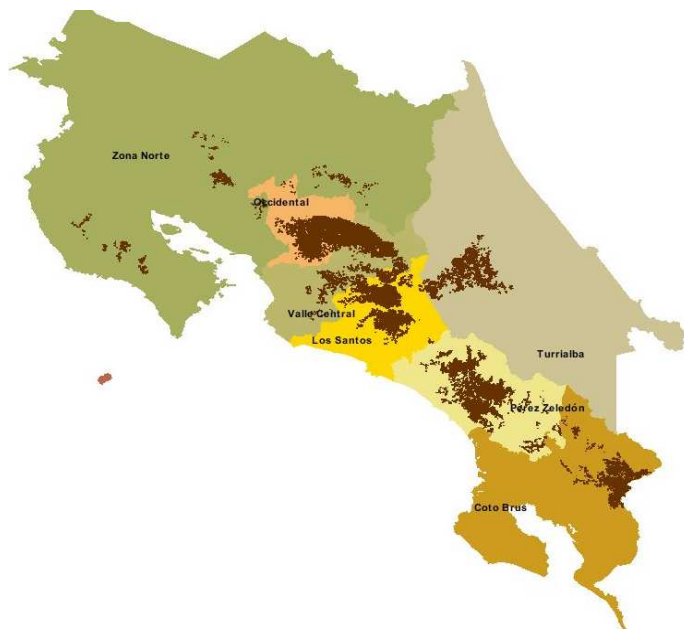 Zona Norte
Occidental
Valle Central
Los Santos
Turrialba
Pérez Zeledón
Coto Brus